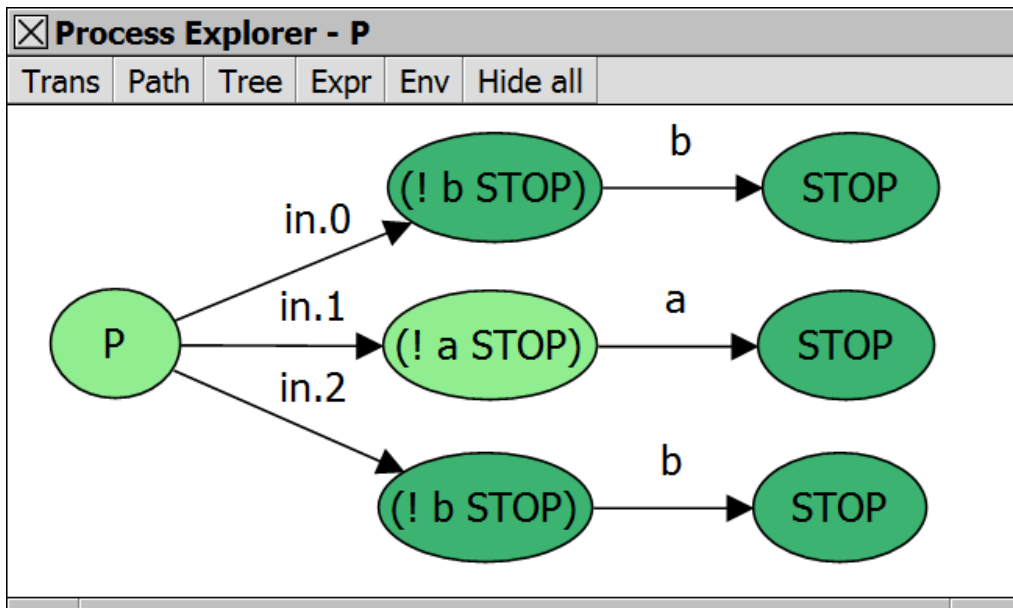 Process Explorer - P
Trans Path Tree Expr Env Hide all
b
(! b STOP) STOP
in.0
in.1 a
P (! a STOP) STOP
in.2
b
(! b STOP) STOP